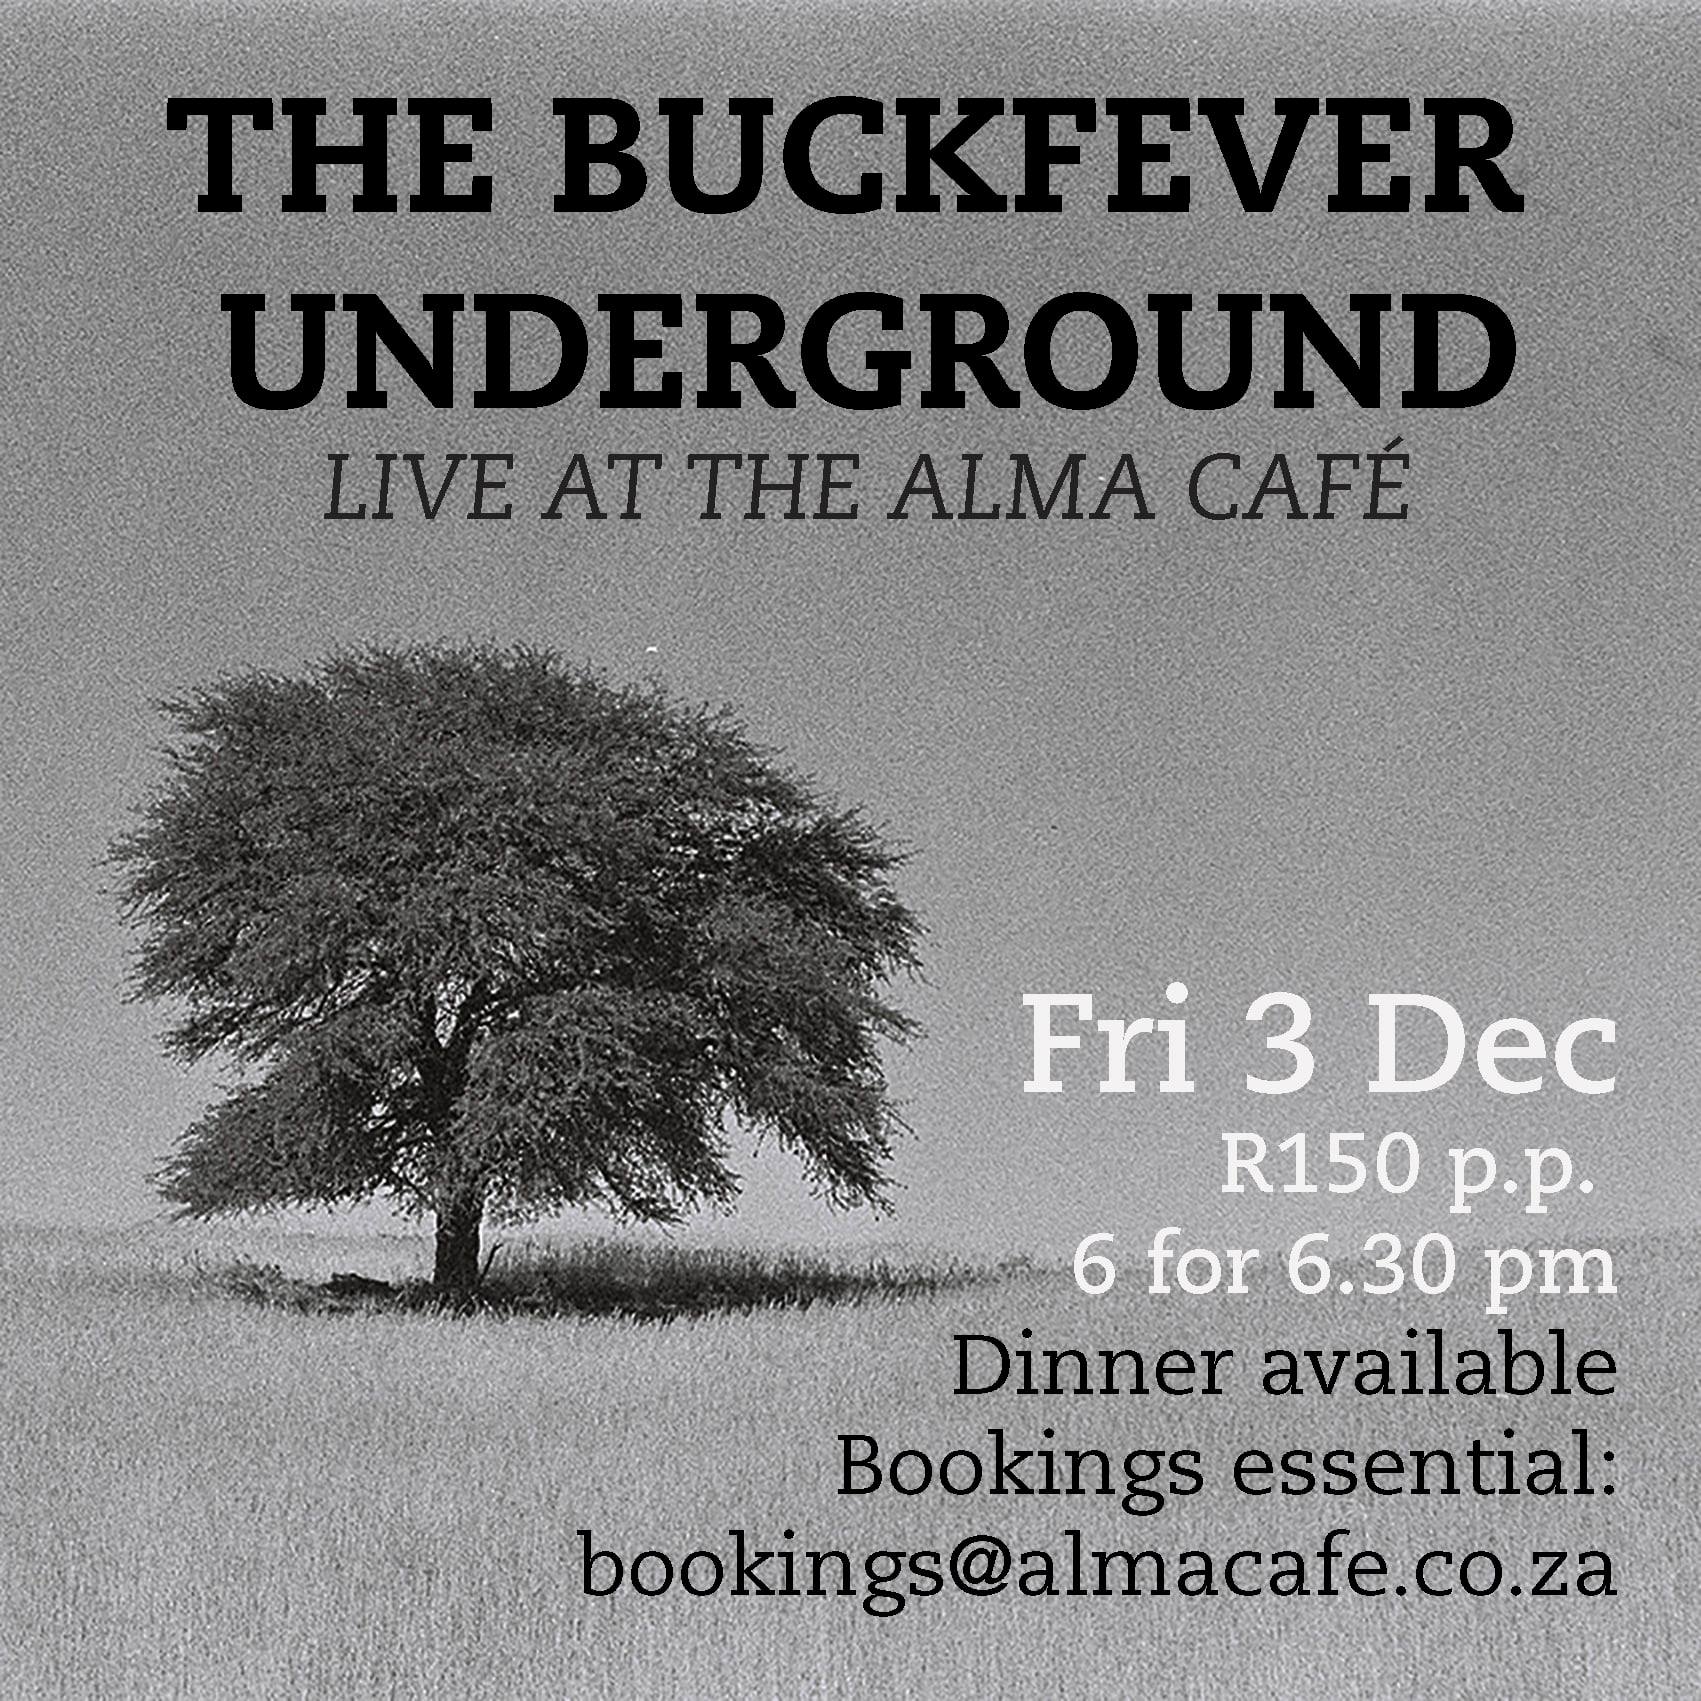 THE BUCKFEVER
UNDERGROUND
LIVE AT THE ALMA CAFÉ
Fri 3 Dec
R150 p.p.
6 for 6.30 pm
Dinner available
Bookings essential:
bookings@almacafe.co.za